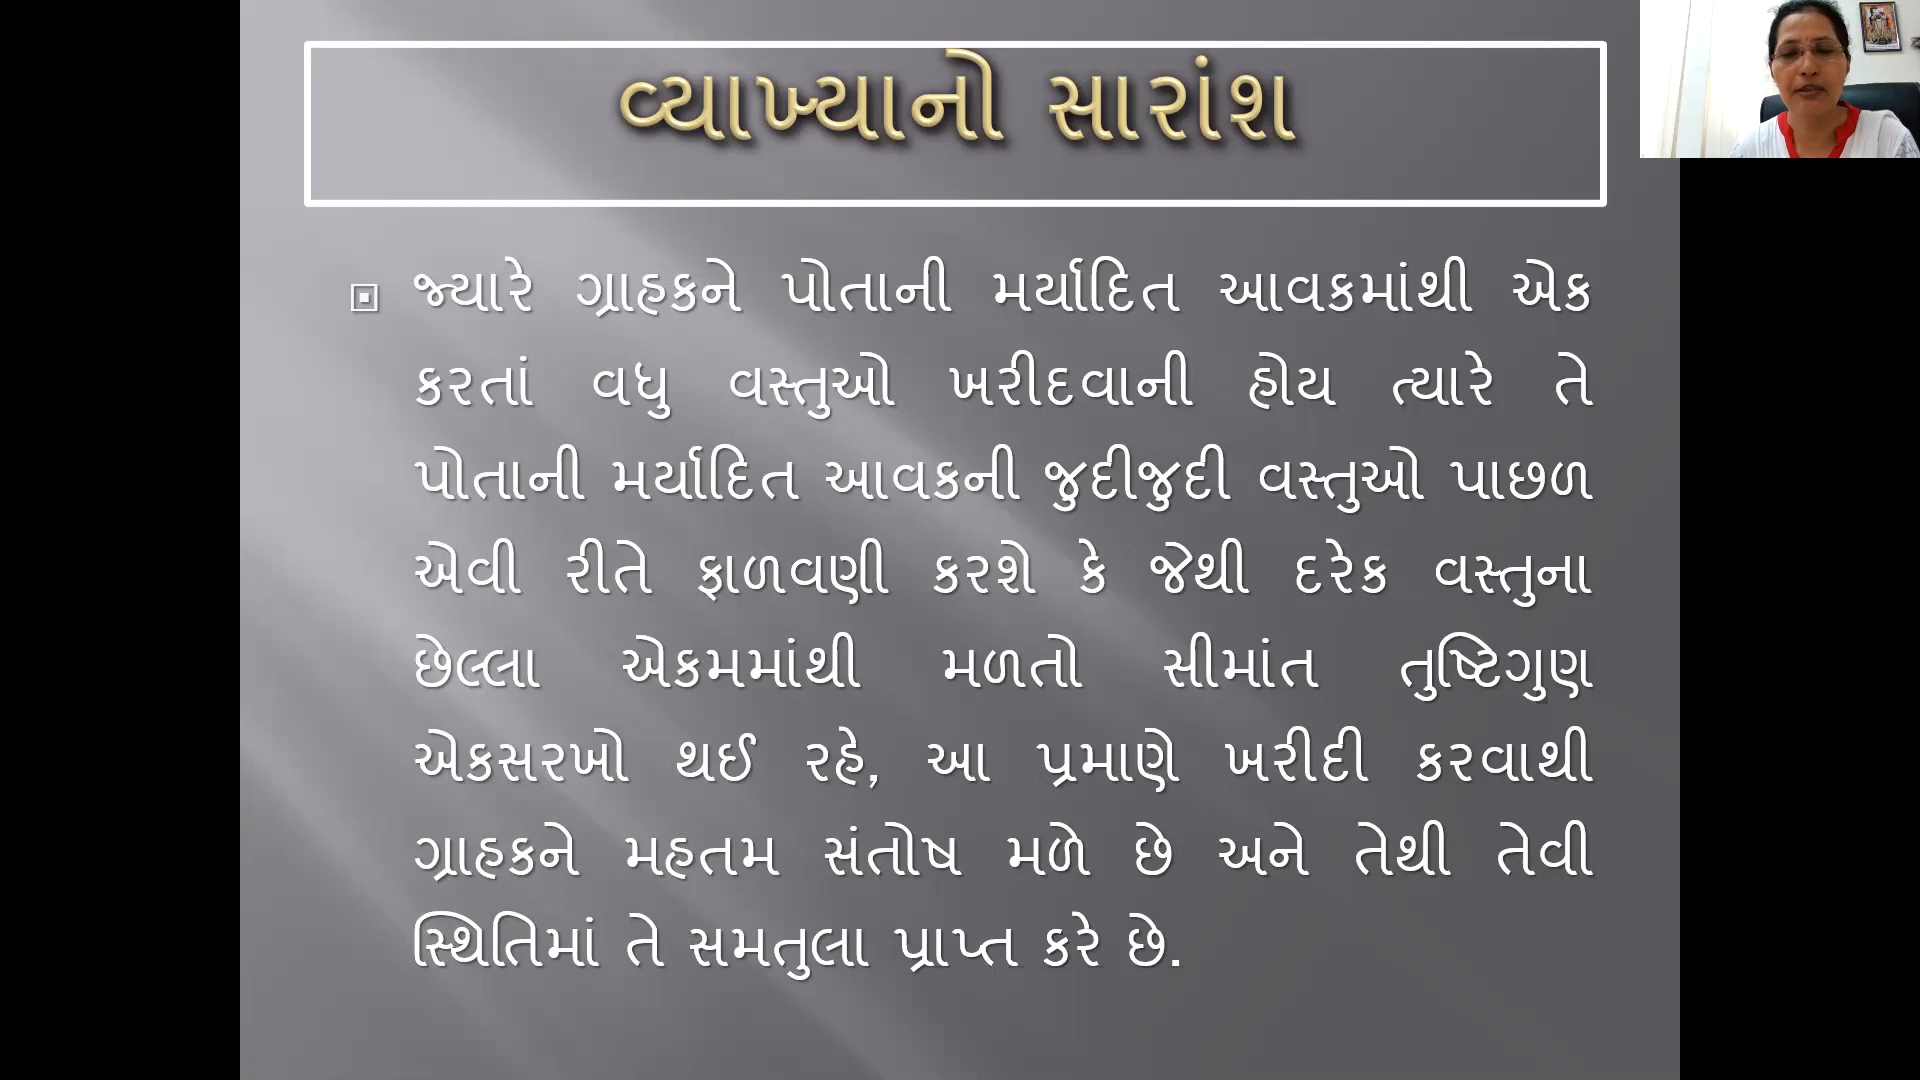 વ્યાખ્યાનો સારાંશ
જ્યારે ગ્રાહકને પોતાની મર્યાદિત આવકમાંથી એક
કરતાં વધુ વસ્તુઓ ખરીદવાની હોય ત્યારે તે
પોતાની મર્યાદિત આવકની જુદીજુદી વસ્તુઓ પાછળ
એવી રીતે ફાળવણી કરશે કે જેથી દરેક વસ્તુના
છેલ્લા એકમમાંથી મળતો સીમાંત તુષ્ટિગુણ
એકસરખો થઈ રહે, આ પ્રમાણે ખરીદી કરવાથી
ગ્રાહકને મહતમ સંતોષ મળે છે અને તેથી તેવી
સ્થિતિમાં તે સમતુલા પ્રાપ્ત કરે છે.